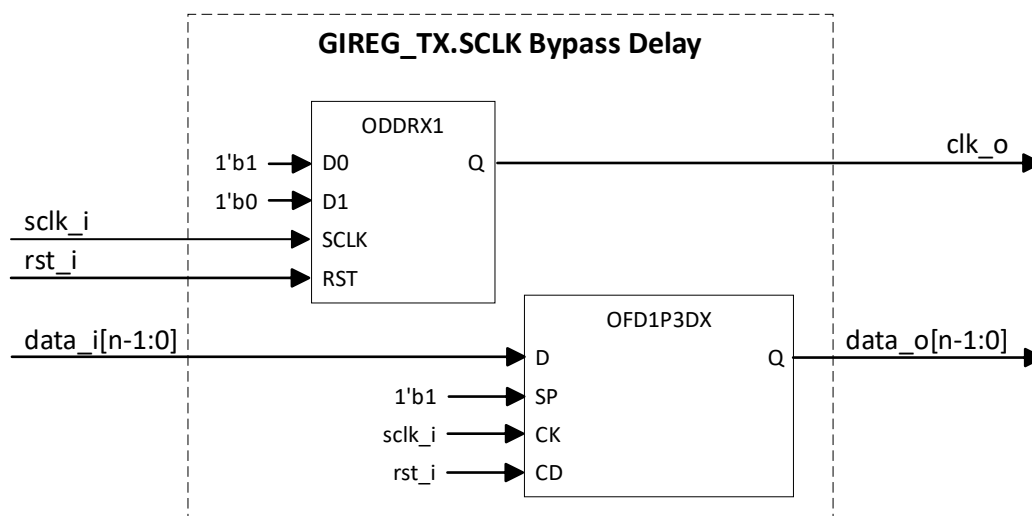 GIREG_TX.SCLK Bypass Delay
ODDRX1
1'b1
D0
Q
clk_o
1'b0
D1
sclk_i
SCLK
rst_i
RST
OFD1P3DX
data_i[n-1:0]
D
Q
data_o[n-1:0]
1'b1
SP
sclk_i
CK
rst_i
CD